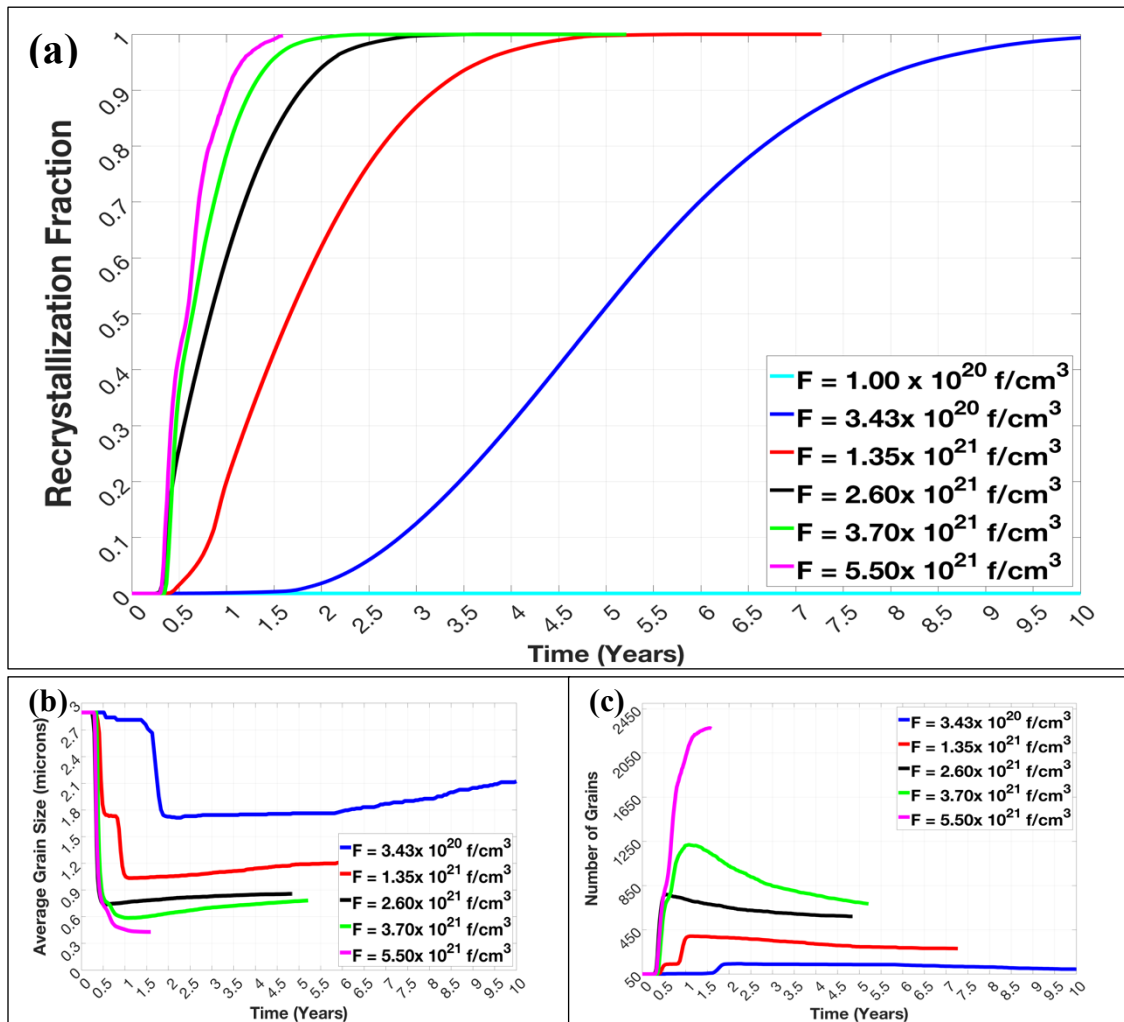 (a)
Recrystallization Fraction
1
0.9
0.8
0.7
0.6
0.5
0.4
0.3
0.2
0.1
0
0 0.5 1 1.5 2 2.5 3 3.5 4 4.5 5 5.5 6 6.5 7 7.5 8 8.5 9 9.5 10
Time (Years)
F = 1.00 x 10^20 f/cm^3
F = 3.43x 10^20 f/cm^3
F = 1.35x 10^21 f/cm^3
F = 2.60x 10^21 f/cm^3
F = 3.70x 10^21 f/cm^3
F = 5.50x 10^21 f/cm^3
(b)
Average Grain Size (microns)
3
2.7
2.4
2.1
1.8
1.5
1.2
0.9
0.6
0.3
0
0 0.5 1 1.5 2 2.5 3 3.5 4 4.5 5 5.5 6 6.5 7 7.5 8 8.5 9 9.5 10
Time (Years)
F = 3.43x 10^20 f/cm^3
F = 1.35x 10^21 f/cm^3
F = 2.60x 10^21 f/cm^3
F = 3.70x 10^21 f/cm^3
F = 5.50x 10^21 f/cm^3
(c)
Number of Grains
2450
2050
1650
1250
850
450
50
0 0.5 1 1.5 2 2.5 3 3.5 4 4.5 5 5.5 6 6.5 7 7.5 8 8.5 9 9.5 10
Time (Years)
F = 3.43x 10^20 f/cm^3
F = 1.35x 10^21 f/cm^3
F = 2.60x 10^21 f/cm^3
F = 3.70x 10^21 f/cm^3
F = 5.50x 10^21 f/cm^3